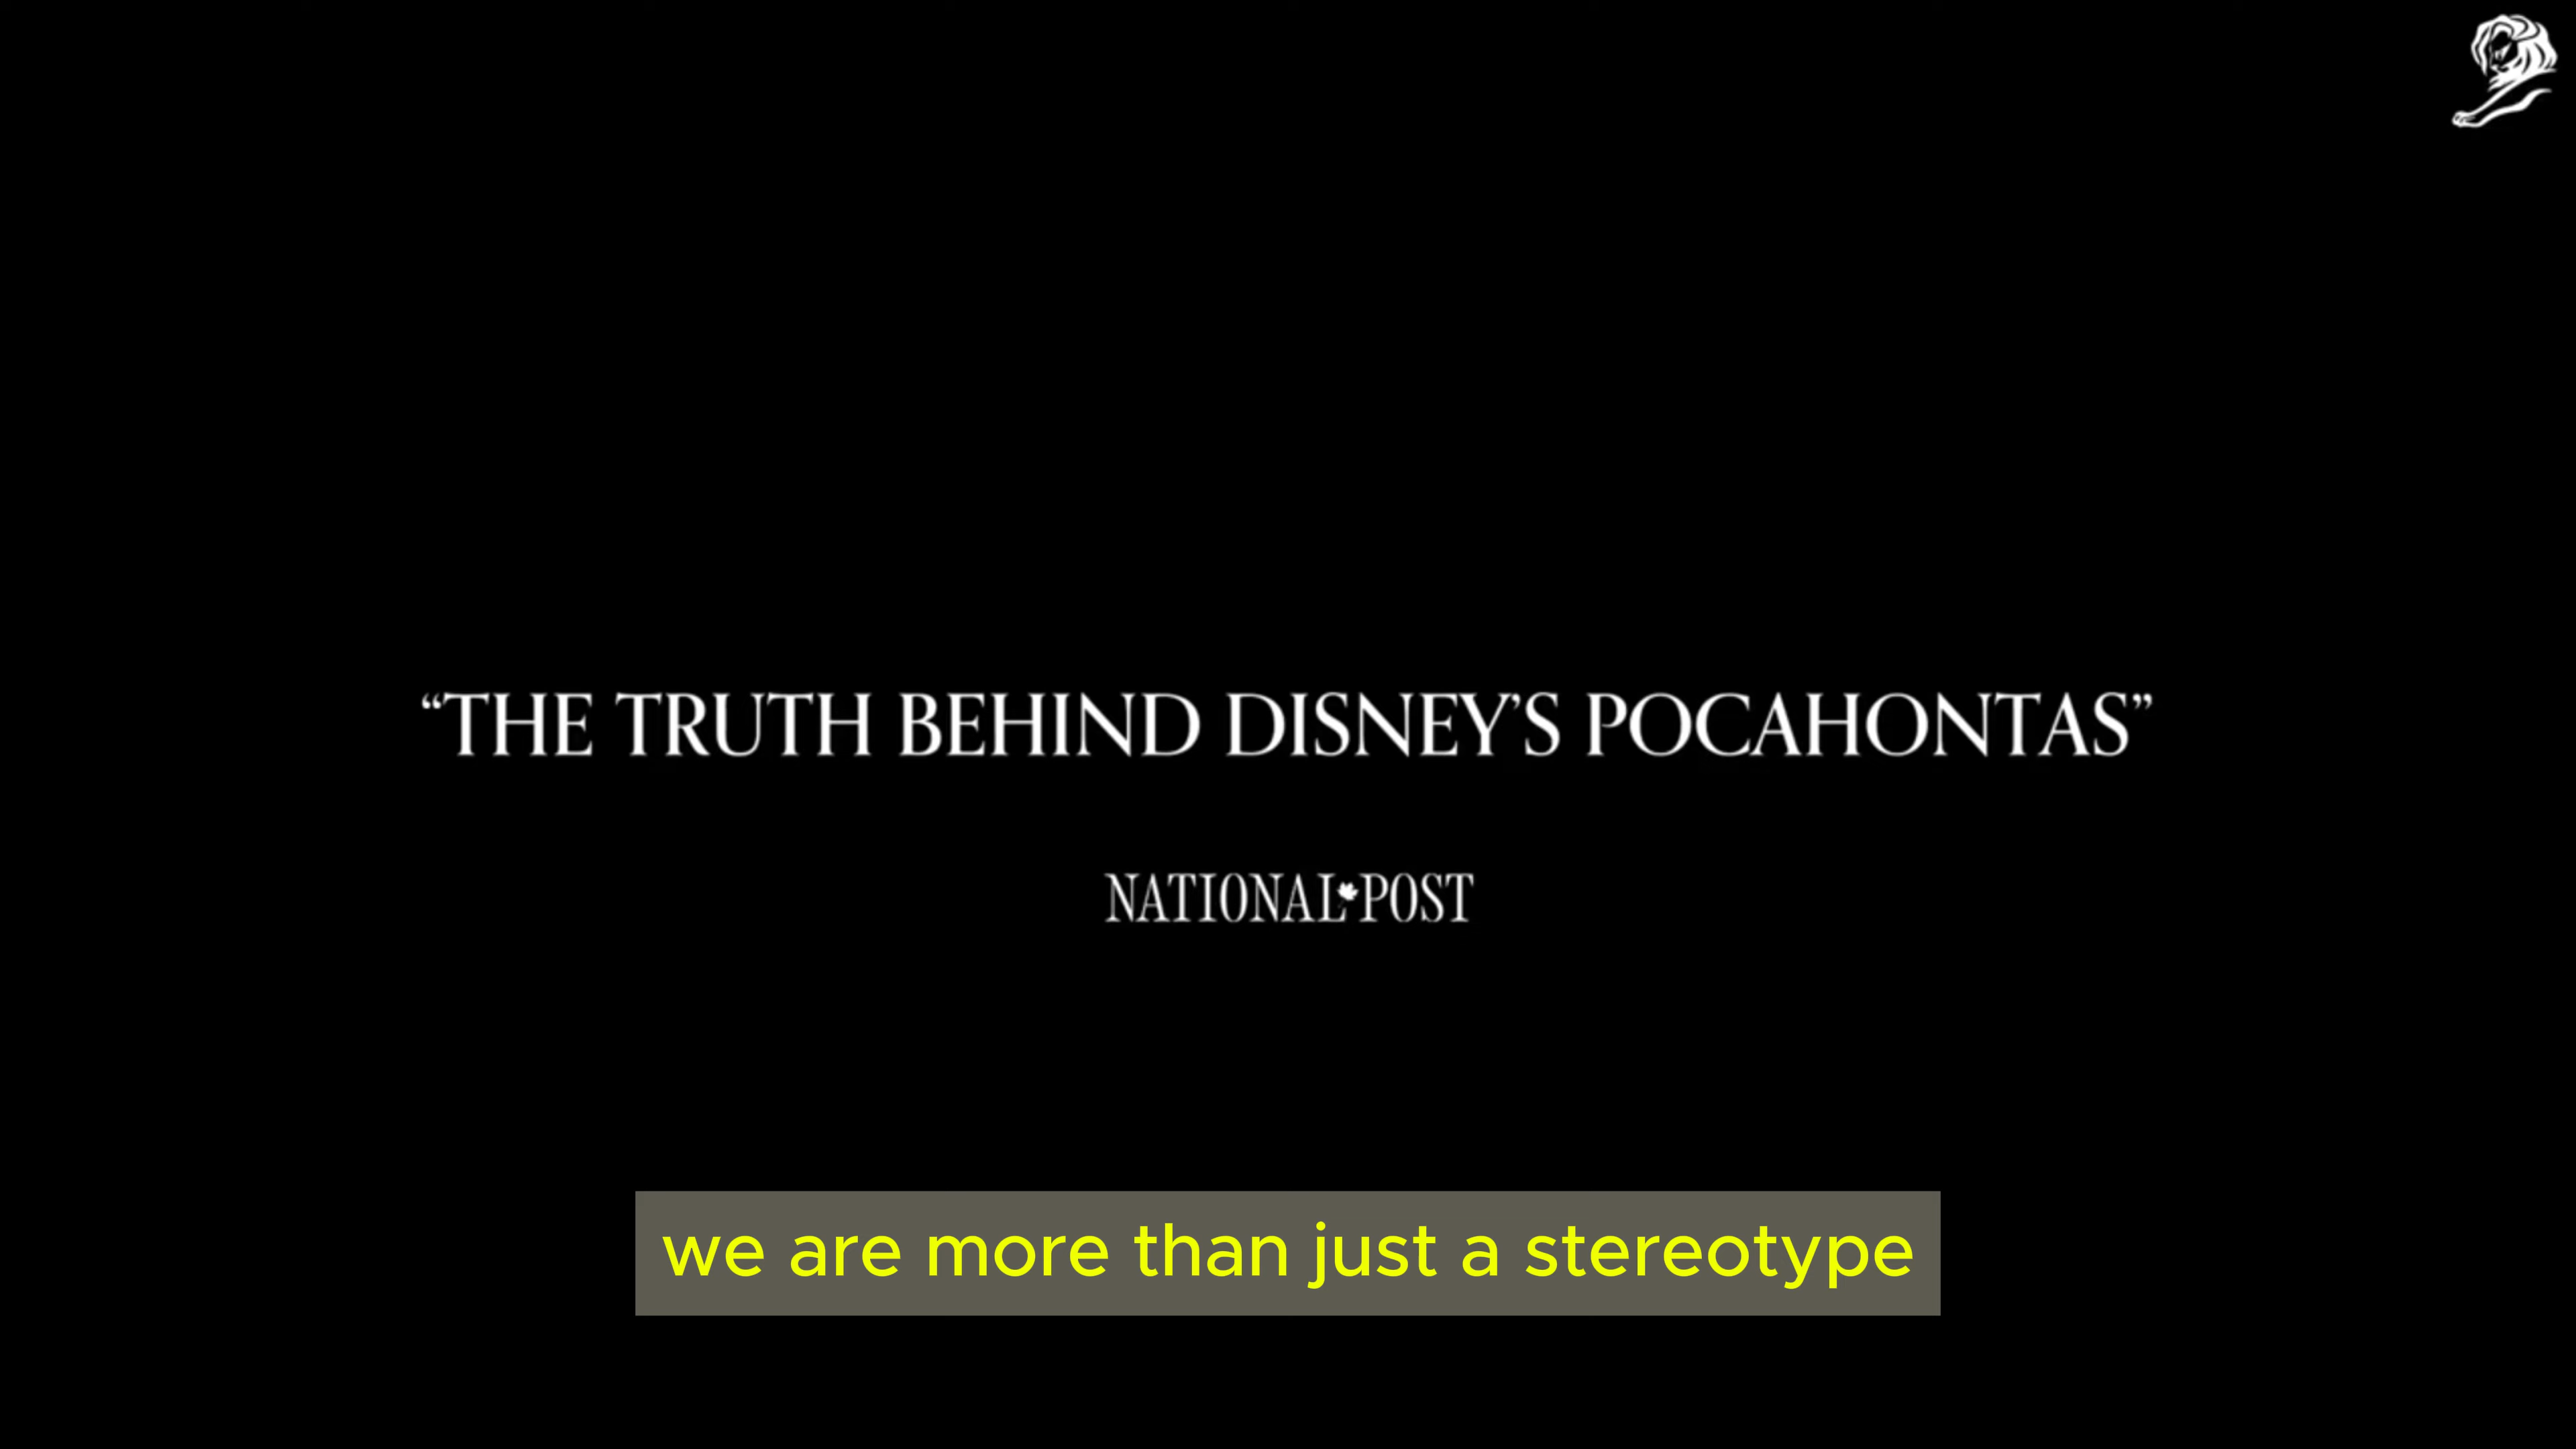 “THE TRUTH BEHIND DISNEY’S POCAHONTAS”
NATIONAL POST
we are more than just a stereotype